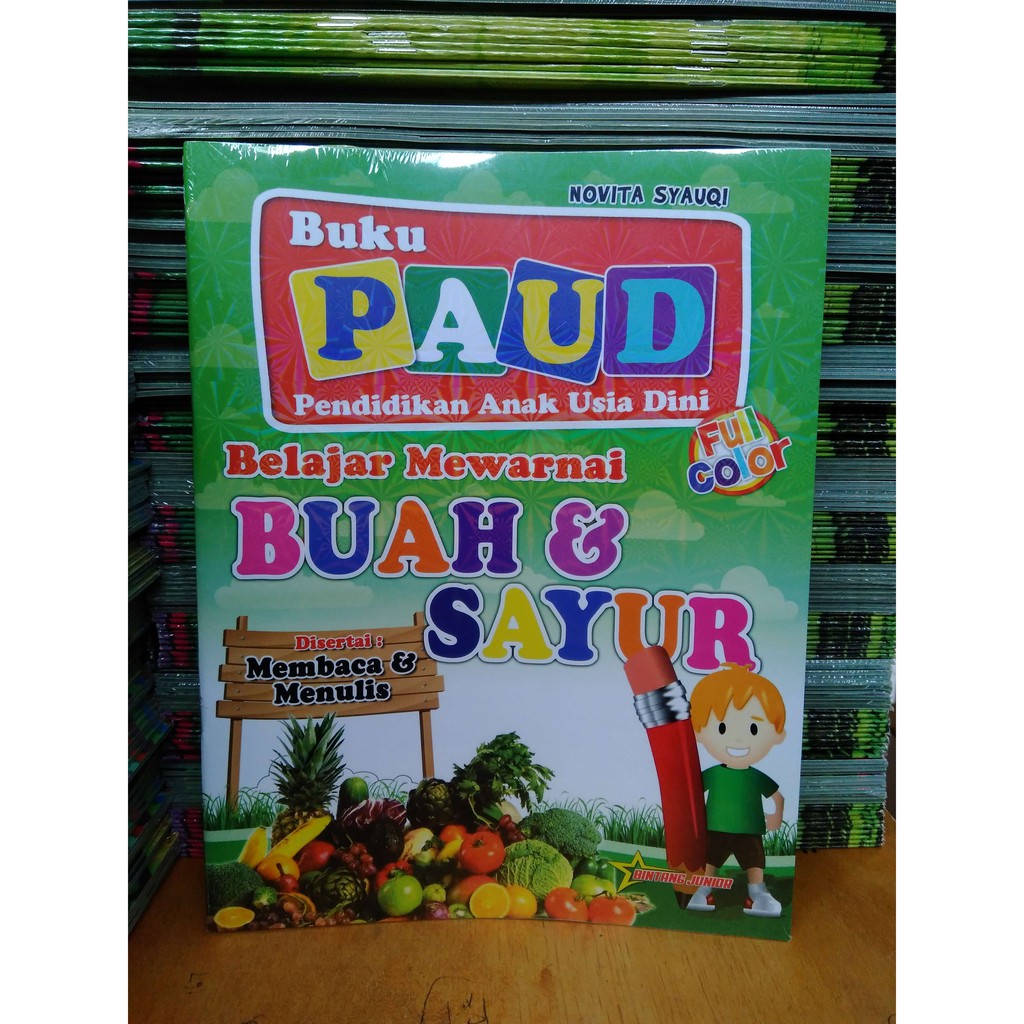 NOVITA SYAUQI
Buku
PAUD
Pendidikan Anak Usia Dini
Full
Color
Belajar Mewarnai
BUAH &
SAYUR
Disertai :
Membaca &
Menulis
BINTANG JUNIOR